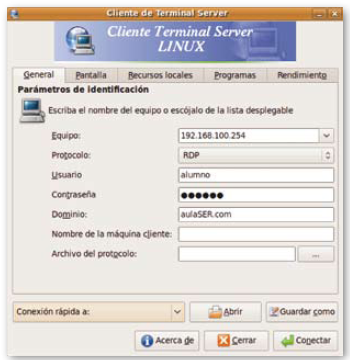 Cliente de Terminal Server
Cliente Terminal Server
LINUX
General Pantalla Recursos locales Programas Rendimiento
Parámetros de identificación
Escriba el nombre del equipo o escójalo de la lista desplegable
Equipo: 192.168.100.254
Protocolo: RDP
Usuario alumno
Contraseña ●●●●●●
Dominio: aulaSER.com
Nombre de la máquina cliente:
Archivo del protocolo: ...
Conexión rápida a: Abrir Guardar como
Acerca de Cerrar Conectar